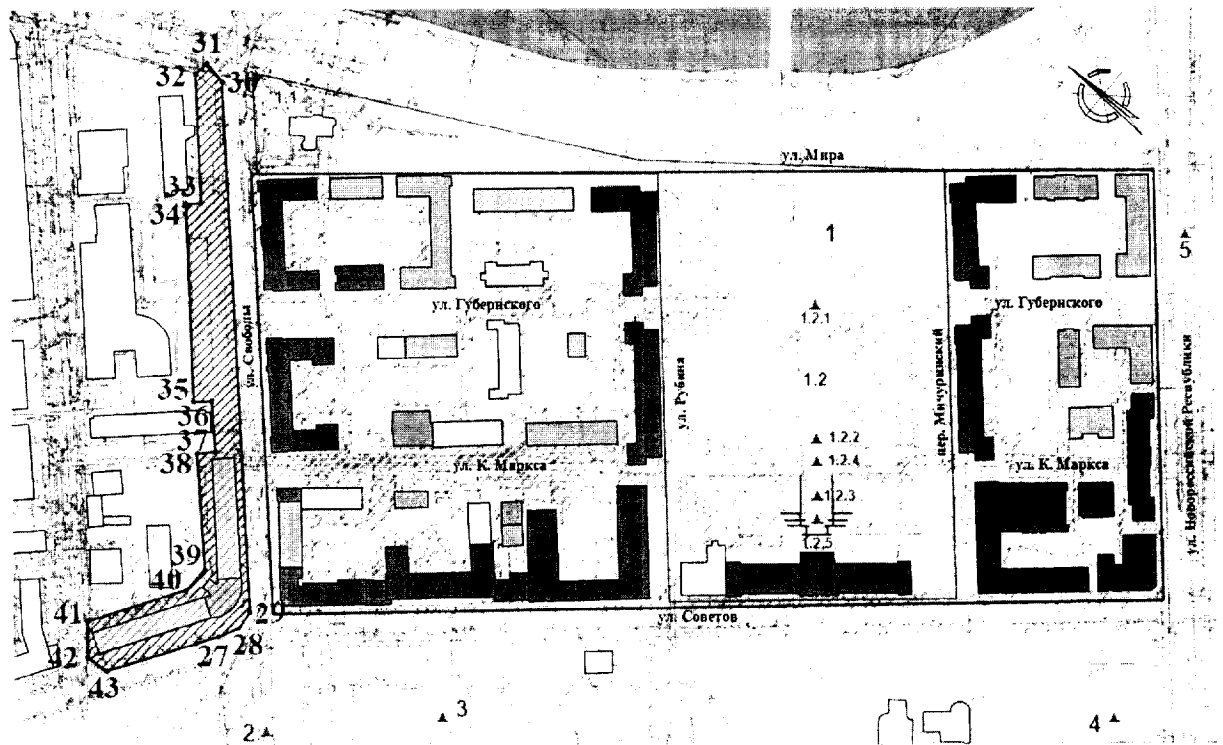 31
32
30
1.1
ул. Мира
33
34
1
5
ул. Губернского
ул. Губернского
1.2.1
ул. Свободы
ул. Рубина
пер. Мичуринский
ул. Новороссийской Республики
1.2
35
36
37
38
1.2.2
1.2.4
ул. К. Маркса
ул. К. Маркса
1.2.3
1.2.5
39
40
41
29
28
ул. Советов
27
42
43
3
2
4